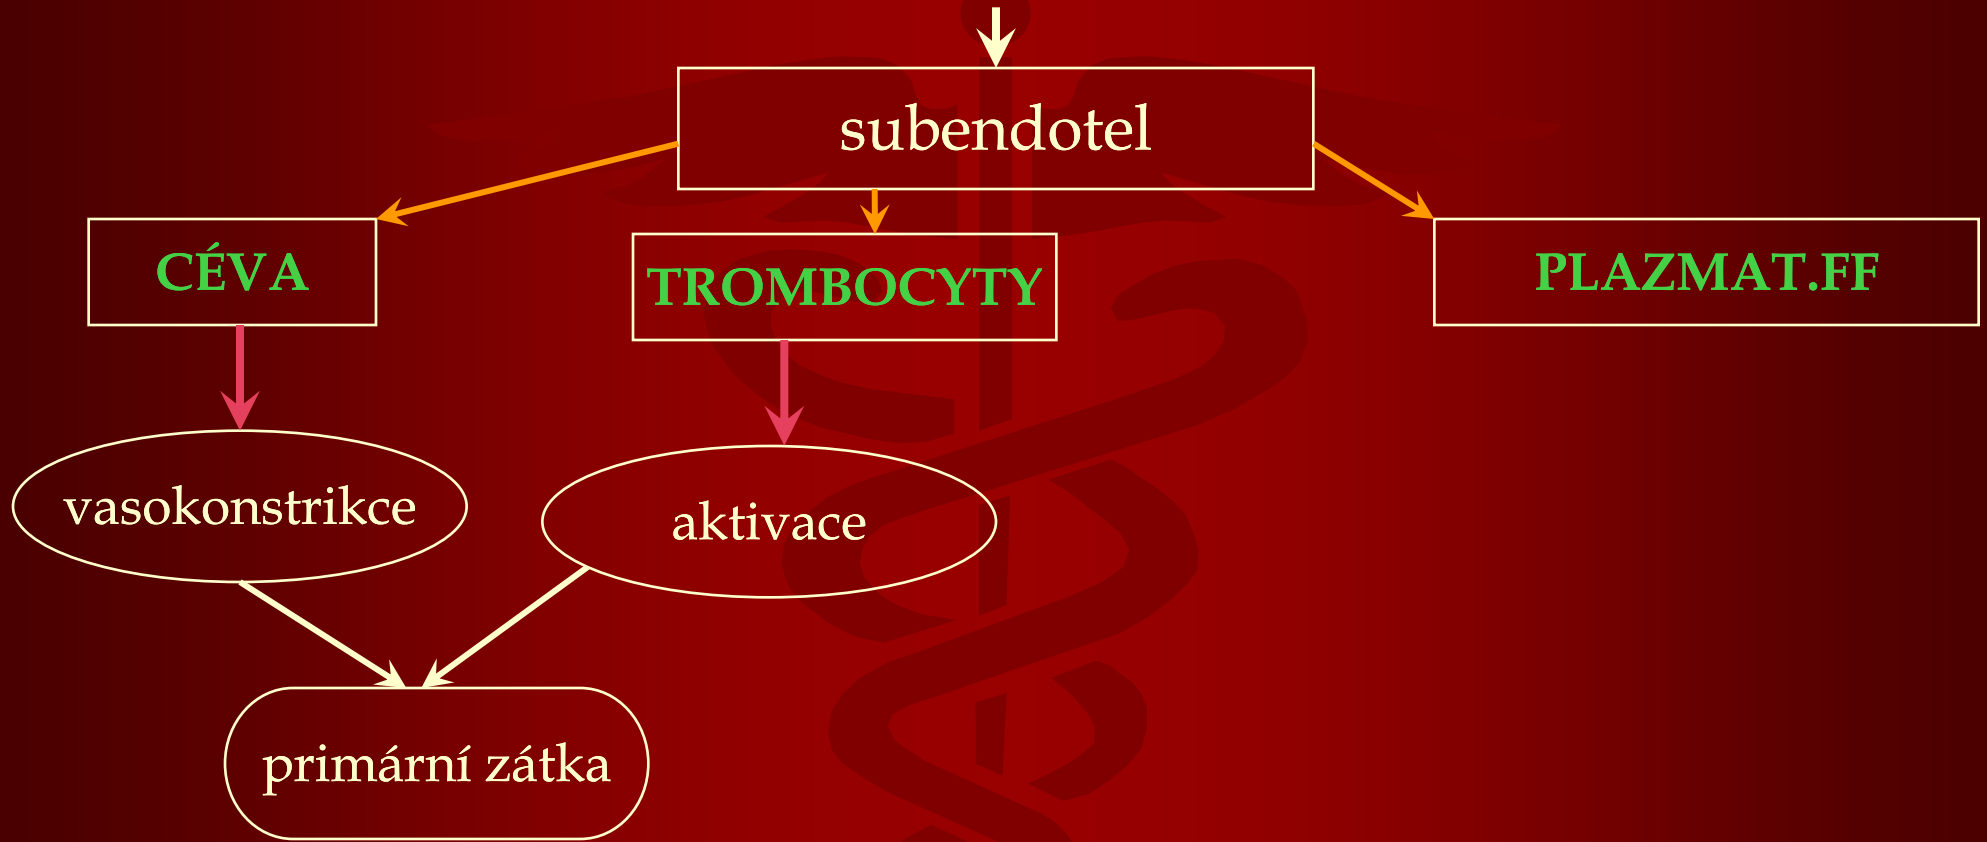 subendotel
CÉVA
TROMBOCYTY
PLAZMAT.FF
vasokonstrikce
aktivace
primární zátka